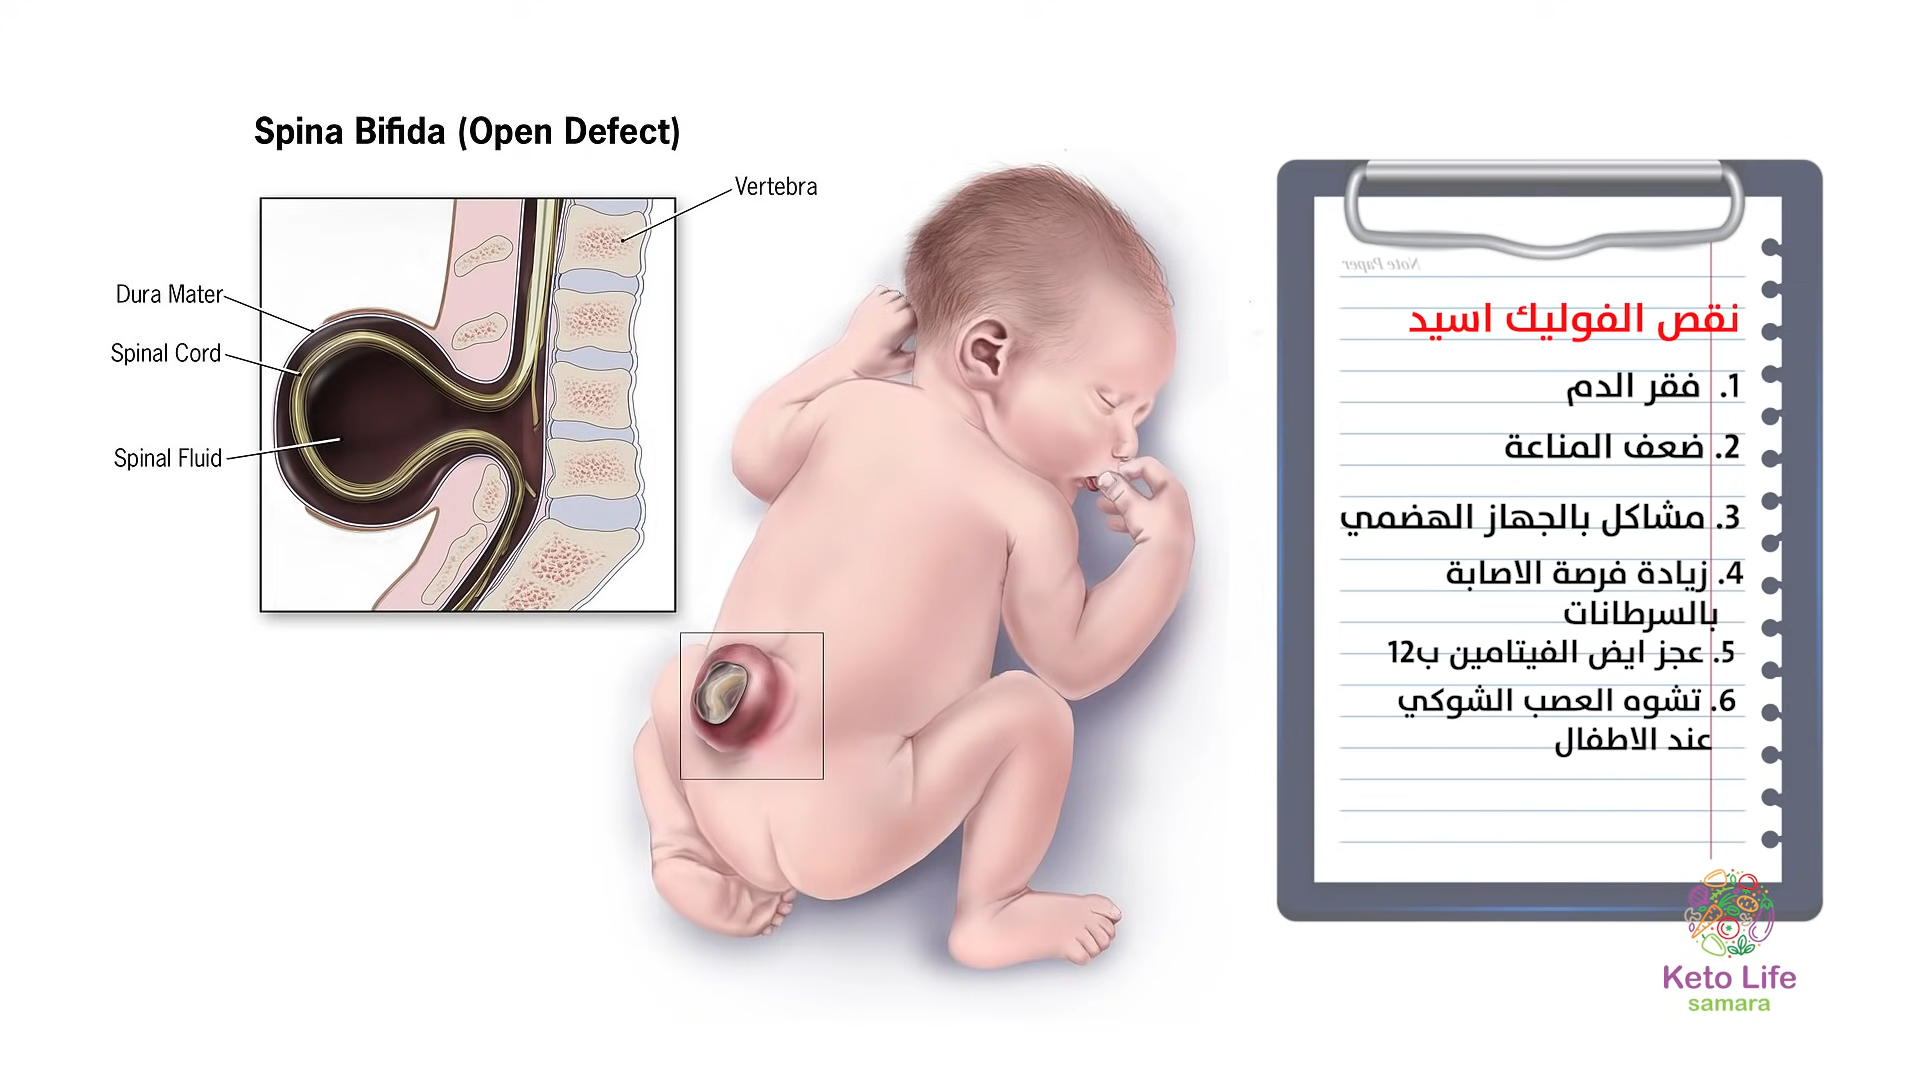 Spina Bifida (Open Defect)
Vertebra
Dura Mater
Spinal Cord
Spinal Fluid
Note Paper
نقص الفوليك اسيد
1. فقر الدم
2. ضعف المناعة
3. مشاكل بالجهاز الهضمي
4. زيادة فرصة الاصابة
بالسرطانات
5. عجز ايض الفيتامين ب12
6. تشوه العصب الشوكي
عند الاطفال
Keto Life
samara